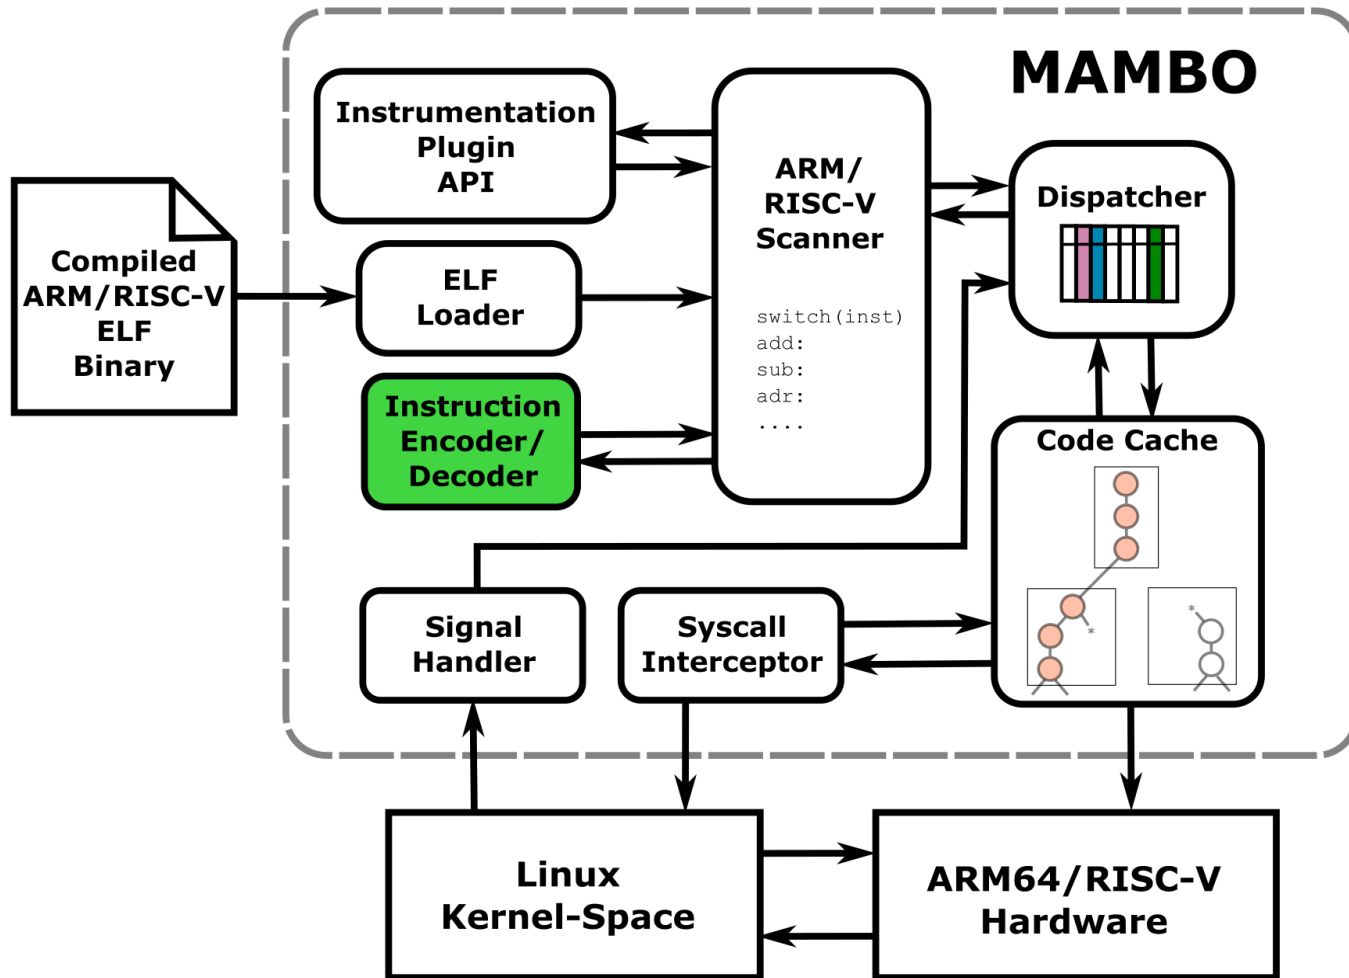 MAMBO
Instrumentation
Plugin
API
ARM/
RISC-V
Scanner
switch(inst)
add:
sub:
adr:
....
Dispatcher
Compiled
ARM/RISC-V
ELF
Binary
ELF
Loader
Instruction
Encoder/
Decoder
Code Cache
*
*
Signal
Handler
Syscall
Interceptor
Linux
Kernel-Space
ARM64/RISC-V
Hardware